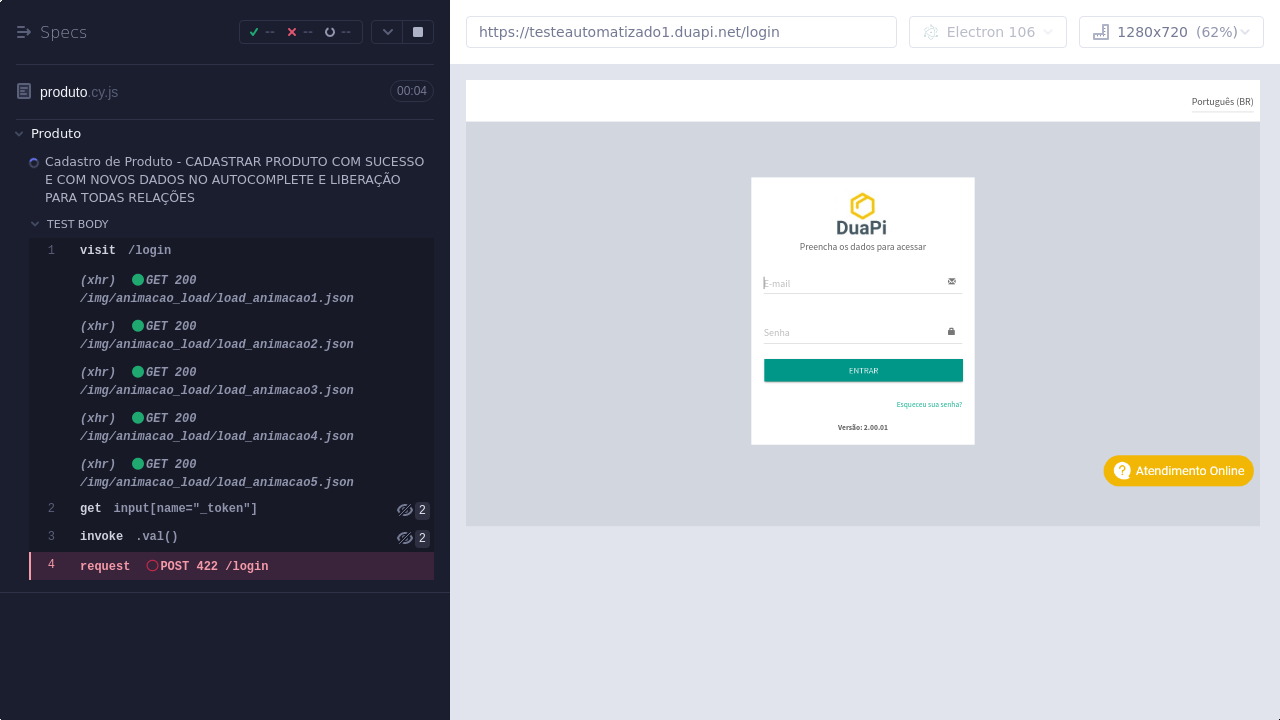 Specs
--
--
--
https://testeautomatizado1.duapi.net/login
Electron 106
1280x720 (62%)
produto.cy.js
00:04
Produto
Cadastro de Produto - CADASTRAR PRODUTO COM SUCESSO
E COM NOVOS DADOS NO AUTOCOMPLETE E LIBERAÇÃO
PARA TODAS RELAÇÕES
TEST BODY
1 visit /login
(xhr) GET 200
/img/animacao_load/load_animacao1.json
(xhr) GET 200
/img/animacao_load/load_animacao2.json
(xhr) GET 200
/img/animacao_load/load_animacao3.json
(xhr) GET 200
/img/animacao_load/load_animacao4.json
(xhr) GET 200
/img/animacao_load/load_animacao5.json
2 get input[name="_token"] 2
3 invoke .val() 2
4 request POST 422 /login
Português (BR)
DuaPi
Preencha os dados para acessar
E-mail
Senha
ENTRAR
Esqueceu sua senha?
Versão: 2.00.01
Atendimento Online